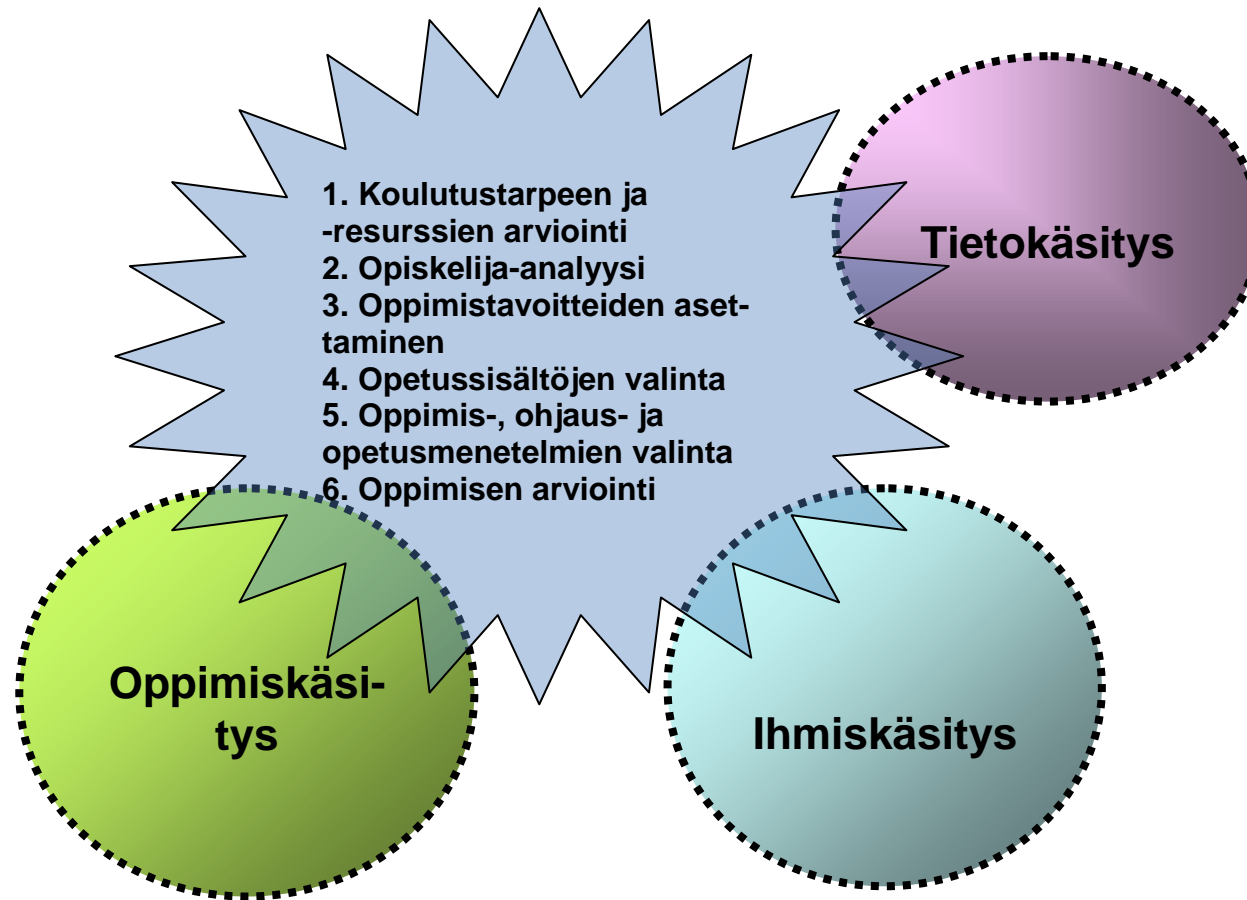 1. Koulutustarpeen ja
-resurssien arviointi
2. Opiskelija-analyysi
3. Oppimistavoitteiden aset-
taminen
4. Opetussisältöjen valinta
5. Oppimis-, ohjaus- ja
opetusmenetelmien valinta
6. Oppimisen arviointi
Tietokäsitys
Oppimiskäsi-
tys
Ihmiskäsitys